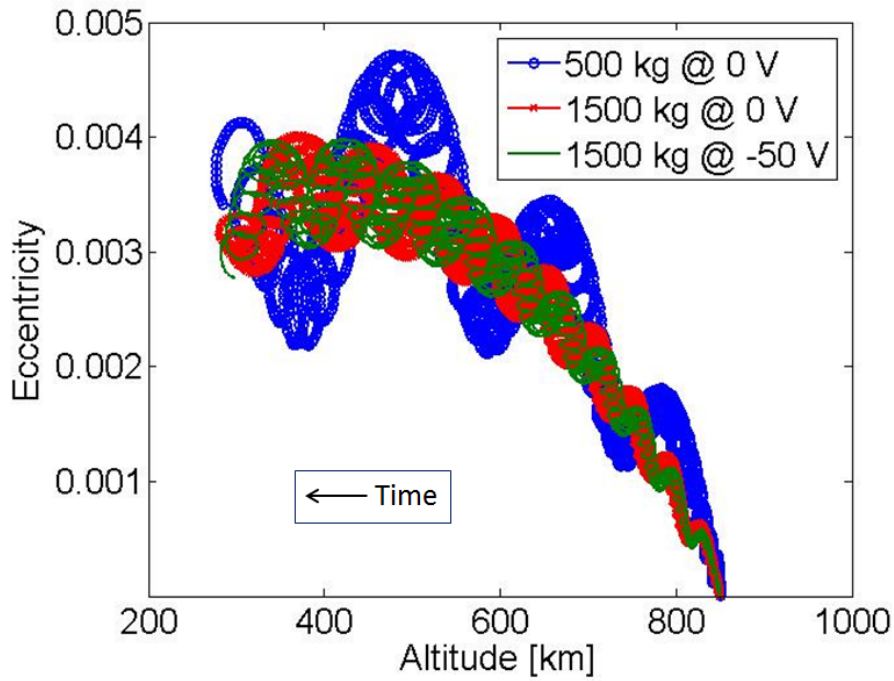 0.005
0.004
0.003
0.002
0.001
Eccentricity
500 kg @ 0 V
1500 kg @ 0 V
1500 kg @ -50 V
Time
200
400
600
800
1000
Altitude [km]